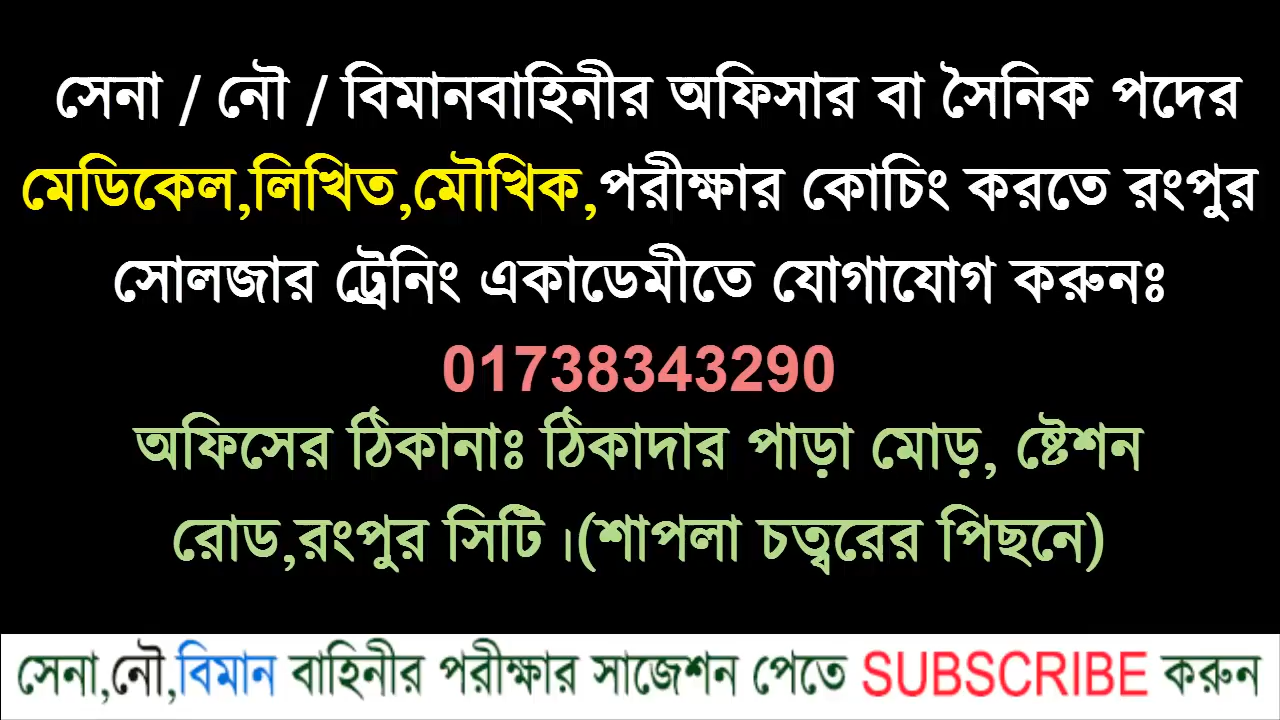 সেনা / নৌ / বিমানবাহিনীর অফিসার বা সৈনিক পদের
মেডিকেল,লিখিত,মৌখিক,পরীক্ষার কোচিং করতে রংপুর
সোলজার ট্রেনিং একাডেমীতে যোগাযোগ করুনঃ
01738343290
অফিসের ঠিকানাঃ ঠিকাদার পাড়া মোড়, ষ্টেশন
রোড,রংপুর সিটি।(শাপলা চত্বরের পিছনে)
সেনা,নৌ,বিমান বাহিনীর পরীক্ষার সাজেশন পেতে SUBSCRIBE করুন